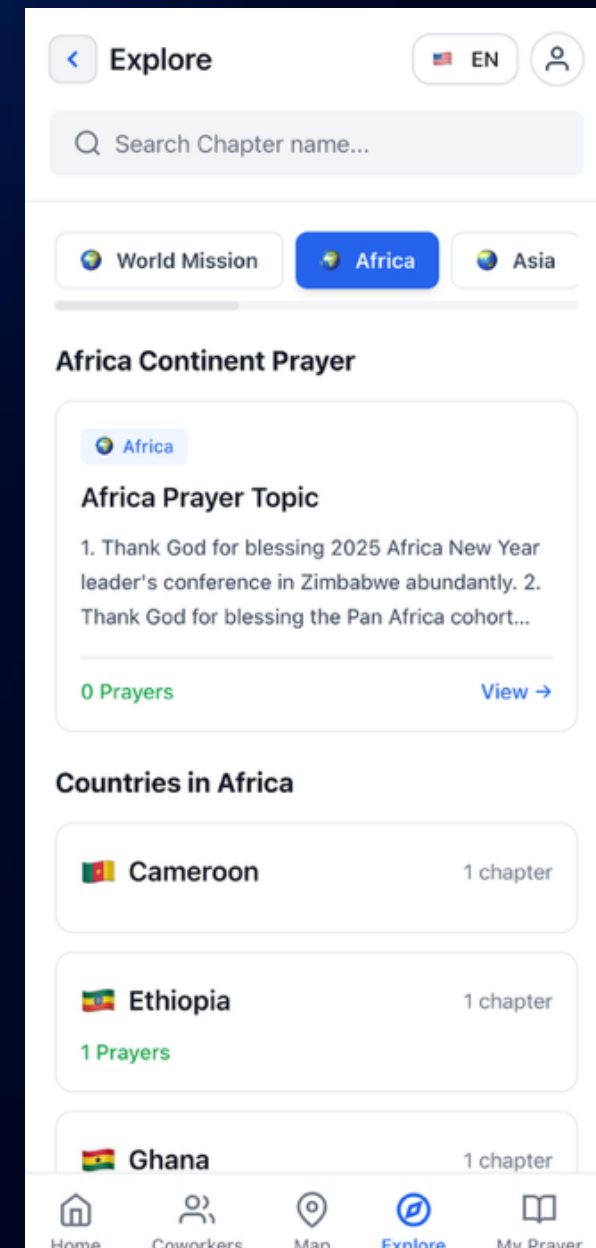 Explore
EN
Search Chapter name...
World Mission
Africa
Asia
Africa Continent Prayer
Africa
Africa Prayer Topic
1. Thank God for blessing 2025 Africa New Year
leader's conference in Zimbabwe abundantly. 2.
Thank God for blessing the Pan Africa cohort...
0 Prayers
View →
Countries in Africa
Cameroon
1 chapter
Ethiopia
1 chapter
1 Prayers
Ghana
1 chapter
Home
Coworkers
Map
Explore
My Prayer